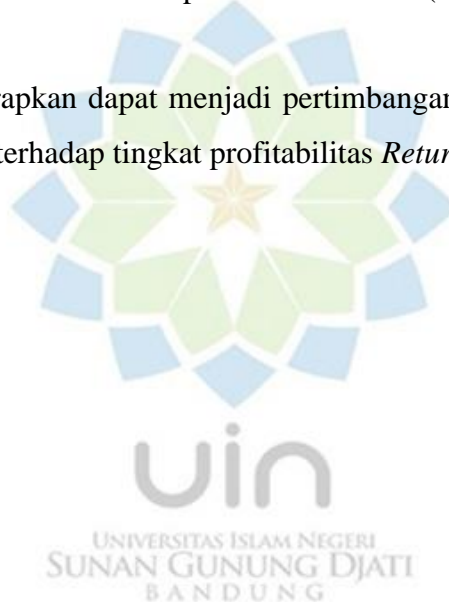 rapkan dapat menjadi pertimbangan
terhadap tingkat profitabilitas Retur
uin
UNIVERSITAS ISLAM NEGERI
SUNAN GUNUNG DJATI
BANDUNG